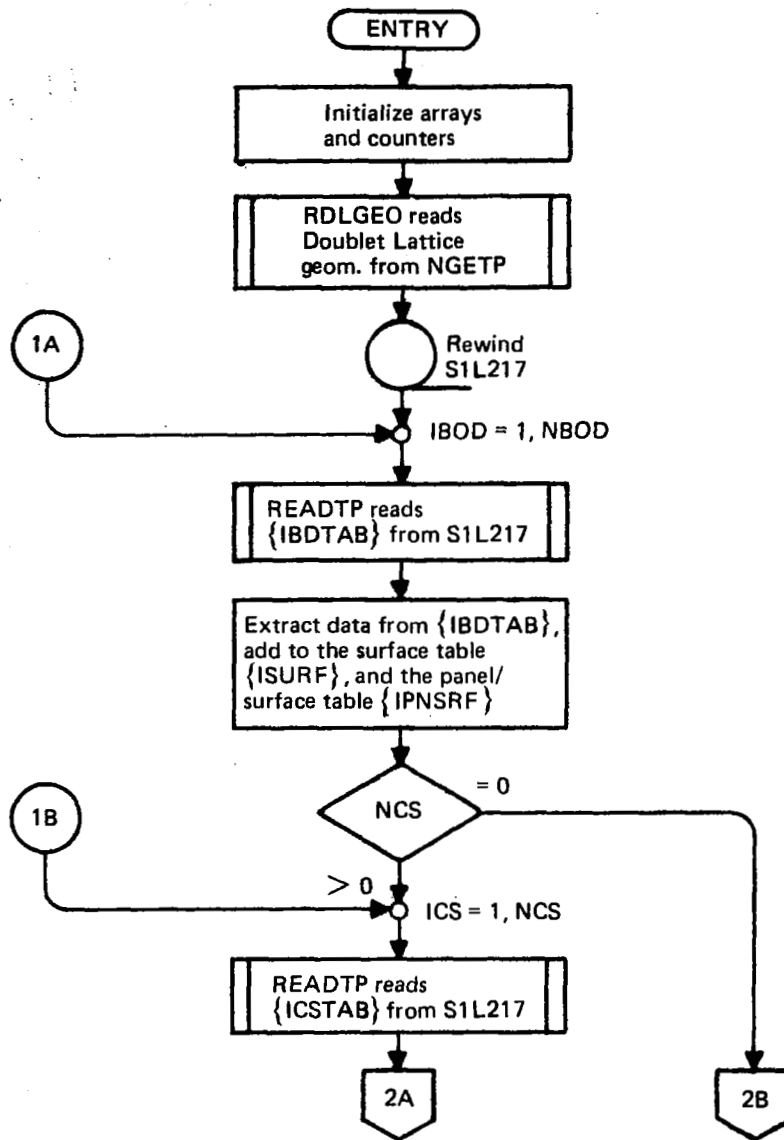 ENTRY
Initialize arrays
and counters
RDLGEO reads
Doublet Lattice
geom. from NGETP
1A
Rewind
S1L217
IBOD = 1, NBOD
READTP reads
{IBDTAB} from S1L217
Extract data from {IBDTAB},
add to the surface table
{ISURF}, and the panel/
surface table {IPNSRF}
NCS
= 0
1B
> 0
ICS = 1, NCS
READTP reads
{ICSTAB} from S1L217
2A
2B